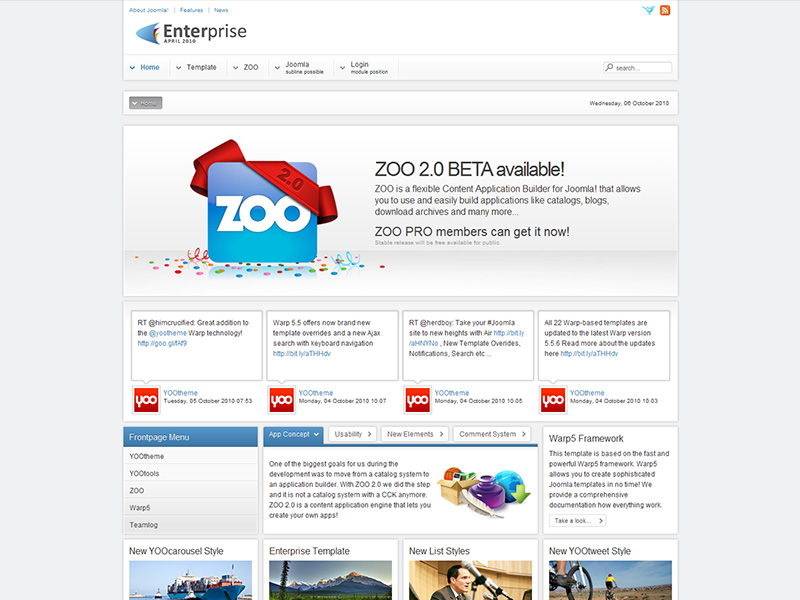 About Joomla! | Features | News
Enterprise
APRIL 2010
Home
Template
ZOO
Joomla
subline possible
Login
module position
search...
Home
Wednesday, 06 October 2010
2.0
ZOO
ZOO 2.0 BETA available!
ZOO is a flexible Content Application Builder for Joomla! that allows
you to use and easily build applications like catalogs, blogs,
download archives and many more...
ZOO PRO members can get it now!
Stable release will be free available for public.
RT @himcrucified: Great addition to
the @yootheme Warp technology!
http://goo.gl/fAf9
yoo
YOOtheme
Tuesday, 05 October 2010 07:53
Warp 5.5 offers now brand new
template overrides and a new Ajax
search with keyboard navigation
http://bit.ly/aTHHdv
yoo
YOOtheme
Monday, 04 October 2010 10:07
RT @herdboy: Take your #Joomla
site to new heights with Air http://bit.ly
/aHNYNo , New Template Overides,
Notifications, Search etc...
yoo
YOOtheme
Monday, 04 October 2010 10:05
All 22 Warp-based templates are
updated to the latest Warp version
5.5.6 Read more about the updates
here http://bit.ly/aTHHdv
yoo
YOOtheme
Monday, 04 October 2010 10:03
Frontpage Menu
YOOtheme
YOOtools
ZOO
Warp5
Teamlog
App Concept
Usability
New Elements
Comment System
One of the biggest goals for us during the
development was to move from a catalog system to
an application builder. With ZOO 2.0 we did the step
and it is not a catalog system with a CCK anymore.
ZOO 2.0 is a content application engine that lets you
create your own apps!
Warp5 Framework
This template is based on the fast and
powerful Warp5 framework. Warp5
allows you to create sophisticated
Joomla templates in no time! We
provide a comprehensive
documentation how everything work.
Take a look...
New YOOcarousel Style
Enterprise Template
New List Styles
New YOOtweet Style